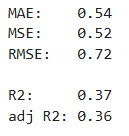 MAE:    0.54
MSE:    0.52
RMSE:   0.72

R2:     0.37
adj R2: 0.36